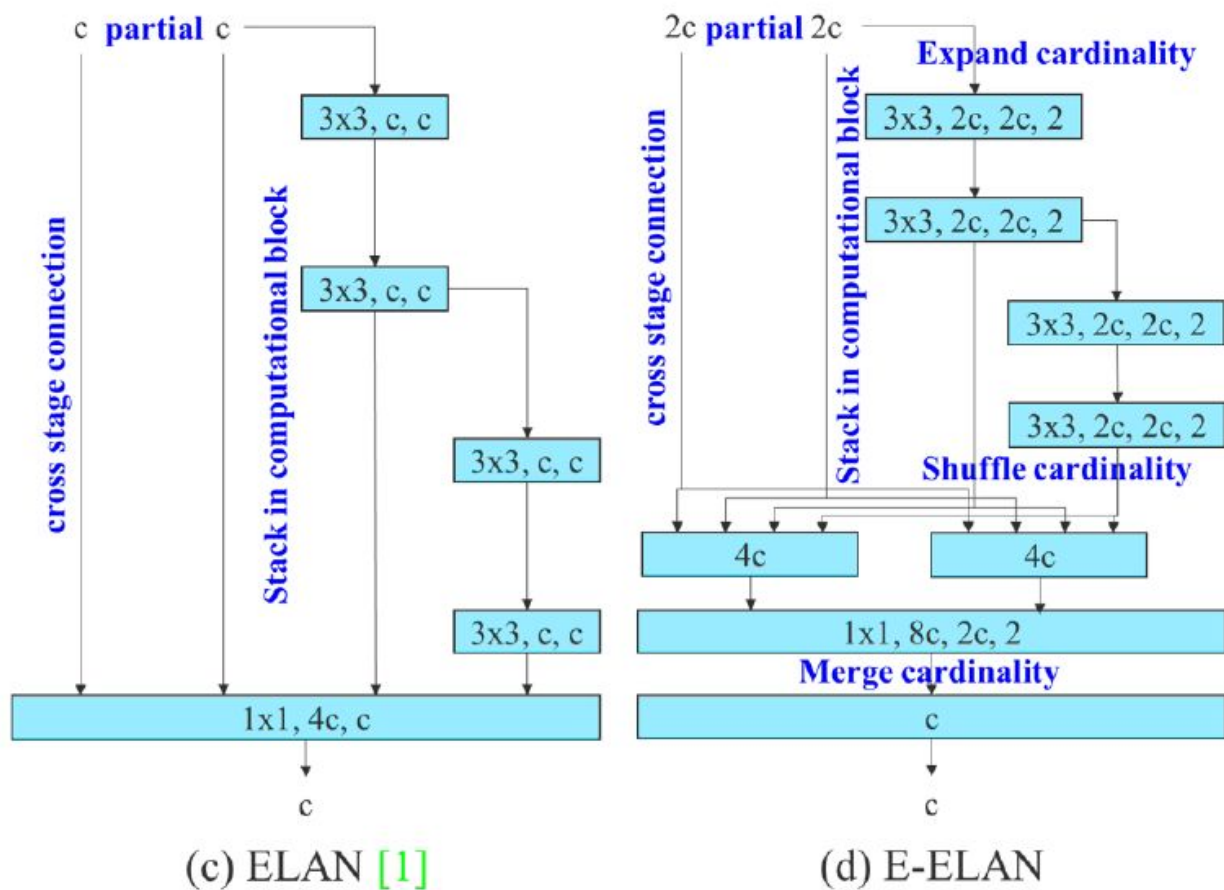 c partial c
3x3, c, c
3x3, c, c
cross stage connection
Stack in computational block
3x3, c, c
3x3, c, c
1x1, 4c, c
c
(c) ELAN [1]
2c partial 2c
Expand cardinality
3x3, 2c, 2c, 2
3x3, 2c, 2c, 2
cross stage connection
Stack in computational block
3x3, 2c, 2c, 2
3x3, 2c, 2c, 2
Shuffle cardinality
4c
4c
1x1, 8c, 2c, 2
Merge cardinality
c
c
(d) E-ELAN